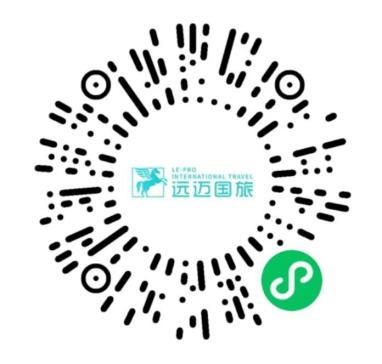 LE-PRO
INTERNATIONAL TRAVEL
远迈国旅